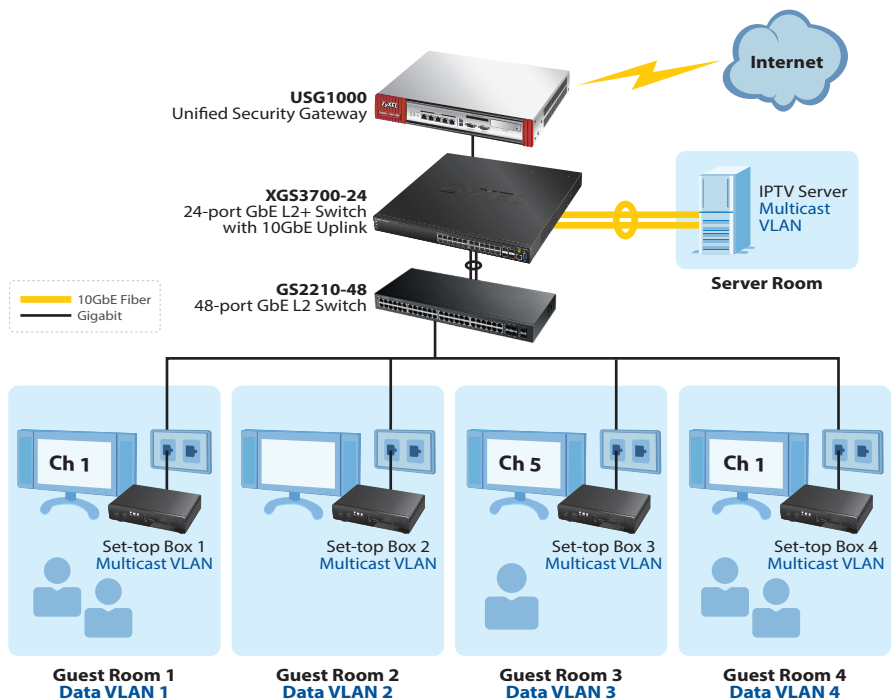 Internet
USG1000
Unified Security Gateway
ZyXEL
XGS3700-24
24-port GbE L2+ Switch
with 10GbE Uplink
ZyXEL
IPTV Server
Multicast
VLAN
Server Room
GS2210-48
48-port GbE L2 Switch
10GbE Fiber
Gigabit
Ch 1
Set-top Box 1
Multicast VLAN
Guest Room 1
Data VLAN 1
Set-top Box 2
Multicast VLAN
Guest Room 2
Data VLAN 2
Ch 5
Set-top Box 3
Multicast VLAN
Guest Room 3
Data VLAN 3
Ch 1
Set-top Box 4
Multicast VLAN
Guest Room 4
Data VLAN 4